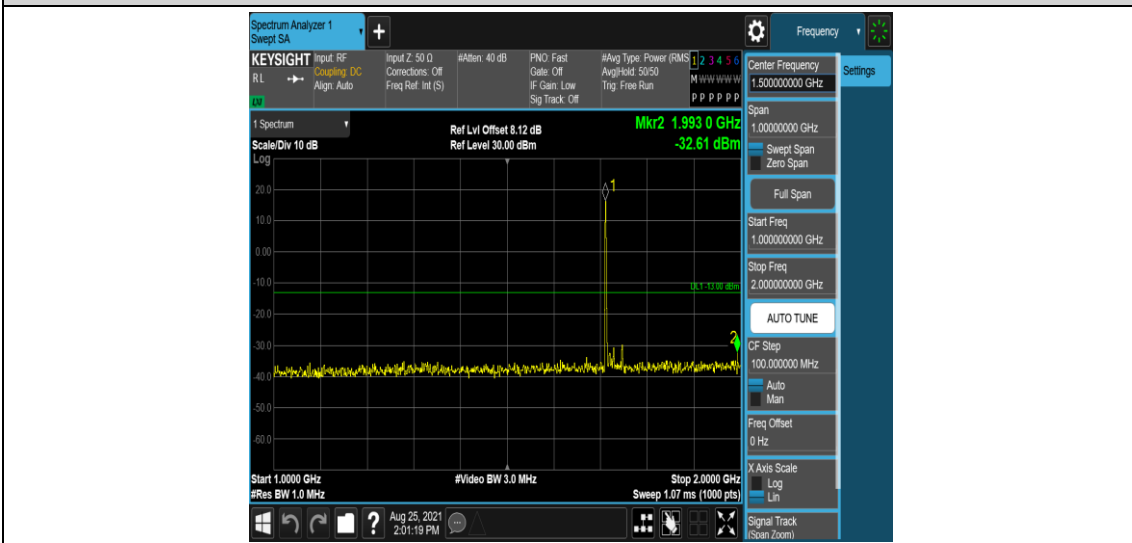 Spectrum Analyzer 1
Swept SA
Frequency
KEYSIGHT
RL
Input: RF
Coupling: DC
Align: Auto
Input Z: 50 Ω
Corrections: Off
Freq Ref: Int (S)
#Atten: 40 dB
PNO: Fast
Gate: Off
IF Gain: Low
Sig Track: Off
#Avg Type: Power (RMS
Avg|Hold: 50/50
Trig: Free Run
1 2 3 4 5 6
M W W W W W
P P P P P P
1 Spectrum
Scale/Div 10 dB
Log
Ref Lvl Offset 8.12 dB
Ref Level 30.00 dBm
Mkr2 1.993 0 GHz
-32.61 dBm
1
20.0
10.0
0.00
-10.0
DL1 -13.00 dBm
-20.0
-30.0
2
-40.0
-50.0
-60.0
Start 1.0000 GHz
#Res BW 1.0 MHz
#Video BW 3.0 MHz
Stop 2.0000 GHz
Sweep 1.07 ms (1000 pts)
Aug 25, 2021
2:01:19 PM
Center Frequency
1.500000000 GHz
Settings
Span
1.00000000 GHz
Swept Span
Zero Span
Full Span
Start Freq
1.000000000 GHz
Stop Freq
2.000000000 GHz
AUTO TUNE
CF Step
100.000000 MHz
Auto
Man
Freq Offset
0 Hz
X Axis Scale
Log
Lin
Signal Track
(Span Zoom)